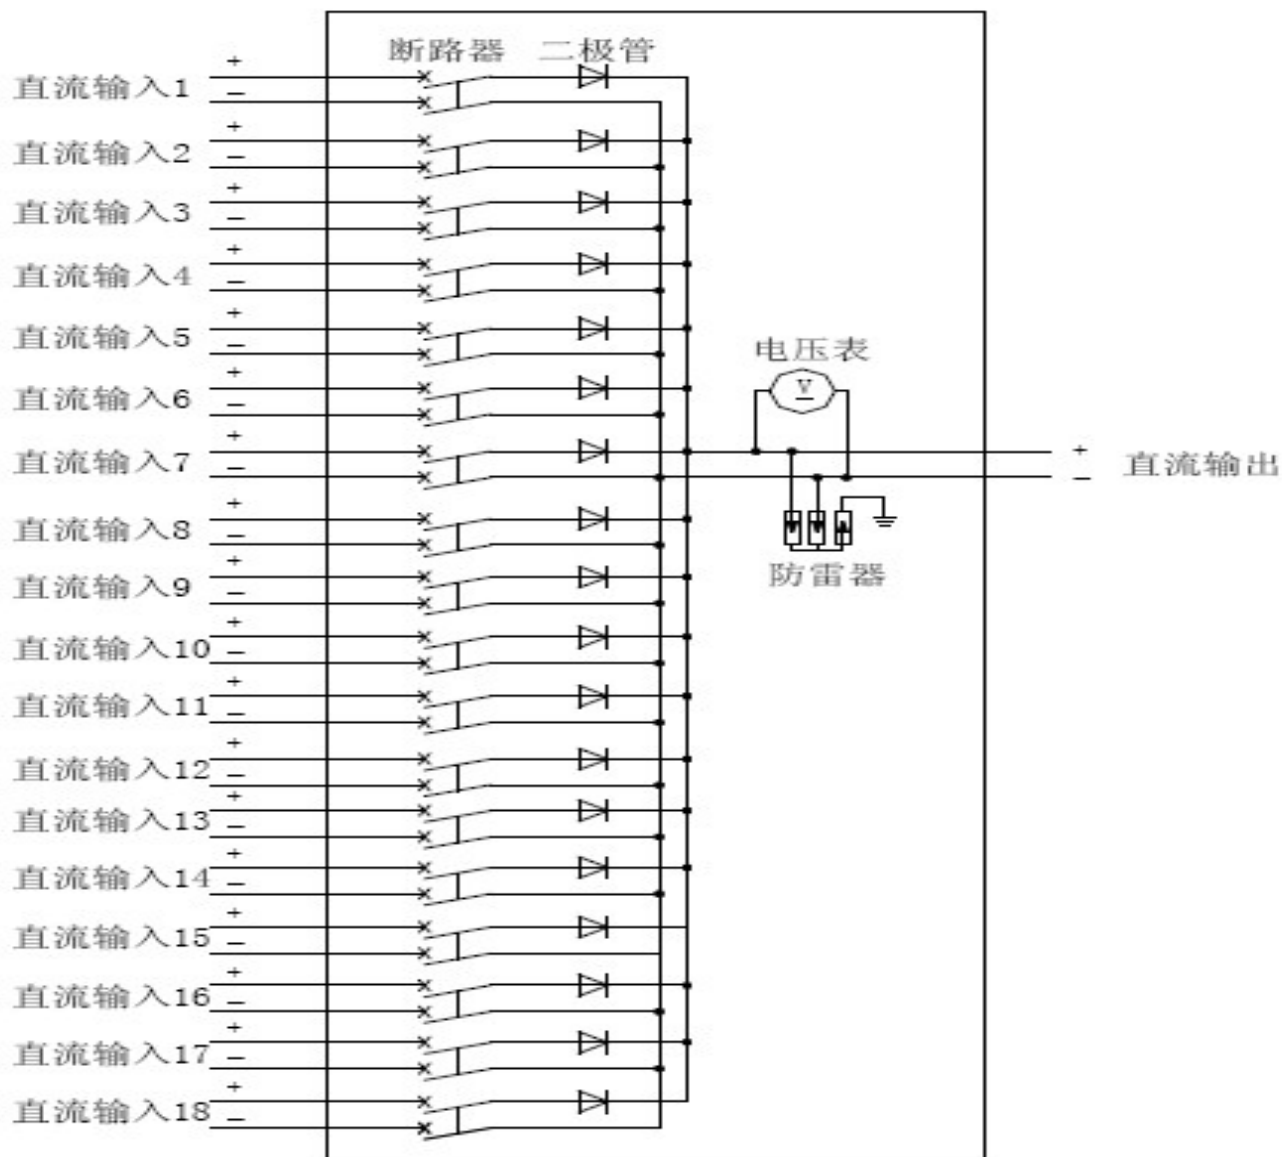 断路器 二极管
+
直流输入1
−
+
直流输入2
−
+
直流输入3
−
+
直流输入4
−
+
直流输入5
−
+
直流输入6
−
+
直流输入7
−
+
直流输入8
−
+
直流输入9
−
+
直流输入10
−
+
直流输入11
−
+
直流输入12
−
+
直流输入13
−
+
直流输入14
−
+
直流输入15
−
+
直流输入16
−
+
直流输入17
−
+
直流输入18
−
电压表
V
+
直流输出
−
防雷器